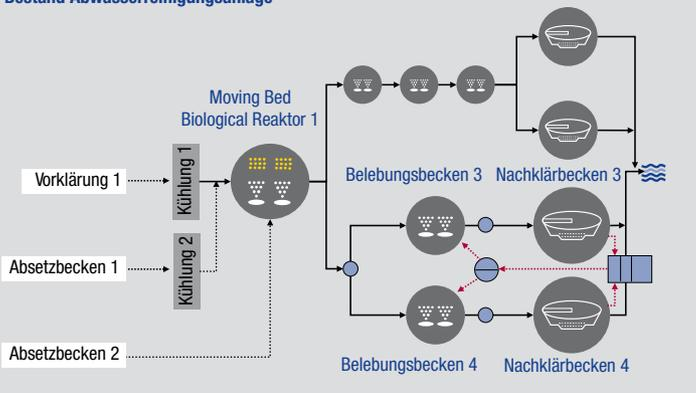 Bestand Abwasserreinigungsanlage
Moving Bed
Biological Reaktor 1
Vorklärung 1
Kühlung 1
Belebungsbecken 3
Nachklärbecken 3
Absetzbecken 1
Kühlung 2
Absetzbecken 2
Belebungsbecken 4
Nachklärbecken 4